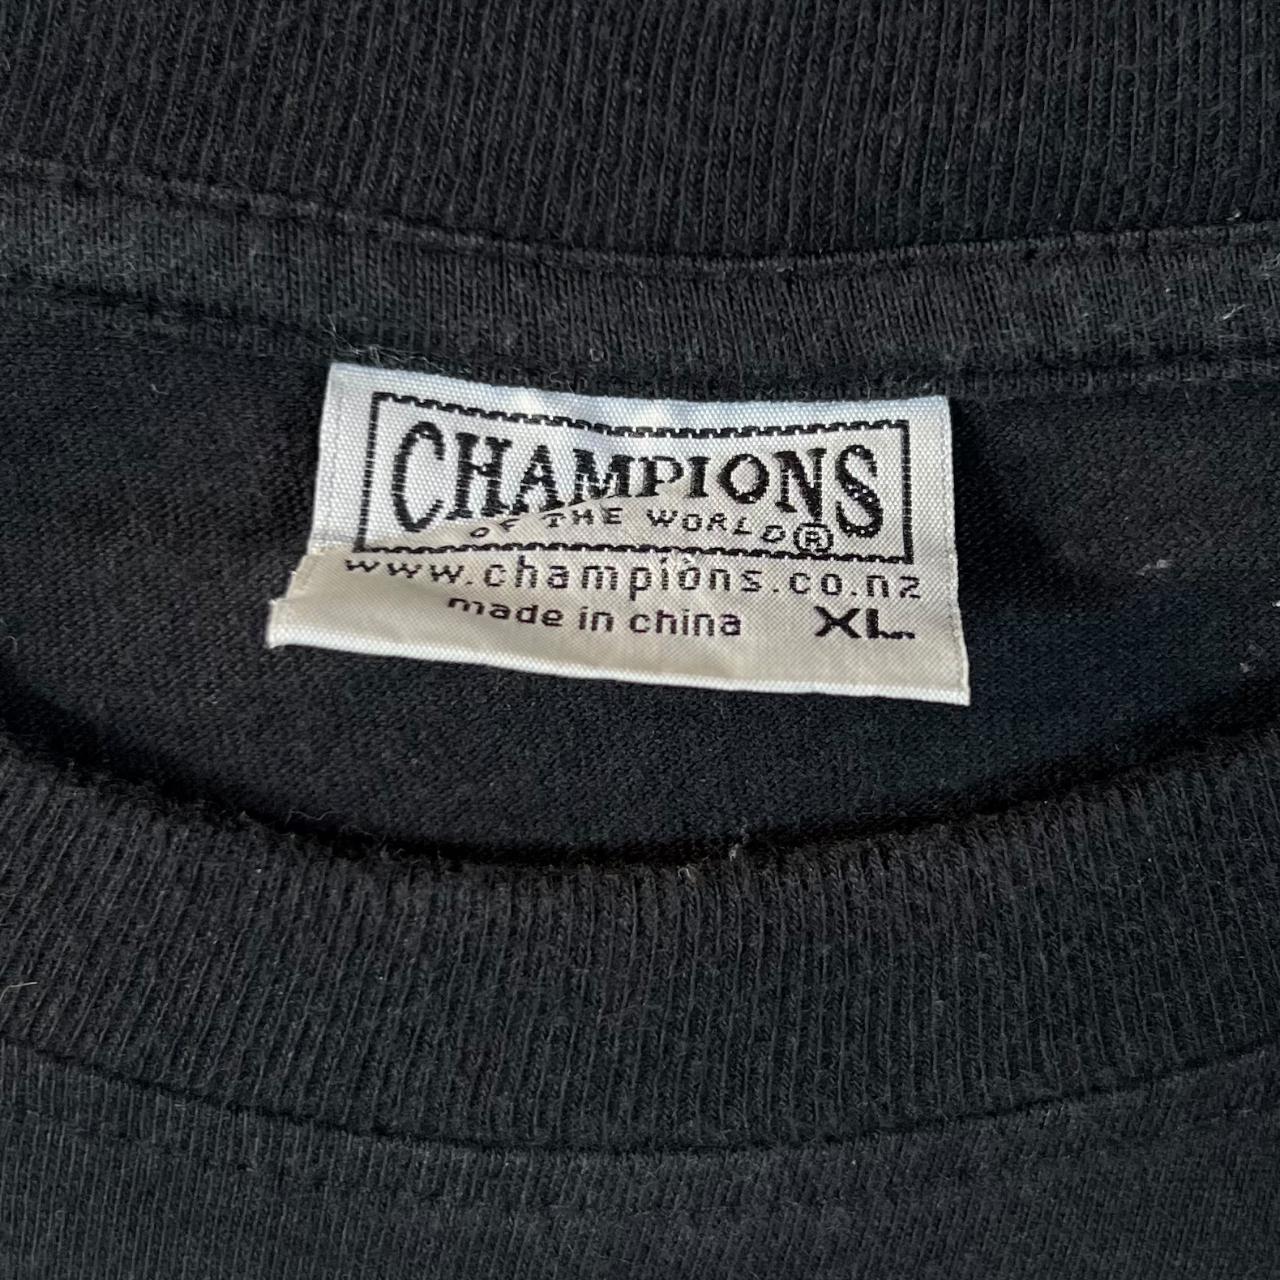 CHAMPIONS
OF THE WORLD®
www.champions.co.nz
made in china XL